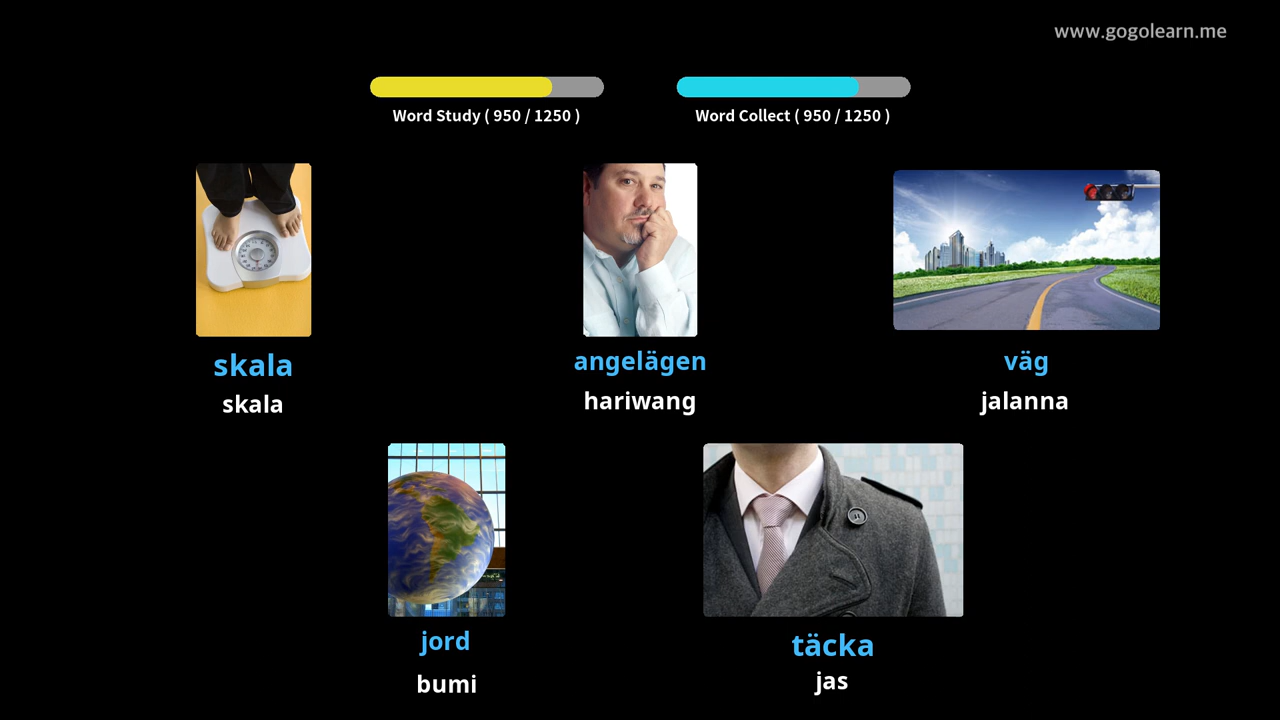 www.gogolearn.me
Word Study ( 950 / 1250 )
Word Collect ( 950 / 1250 )
skala
skala
angelägen
hariwang
väg
jalanna
jord
bumi
täcka
jas